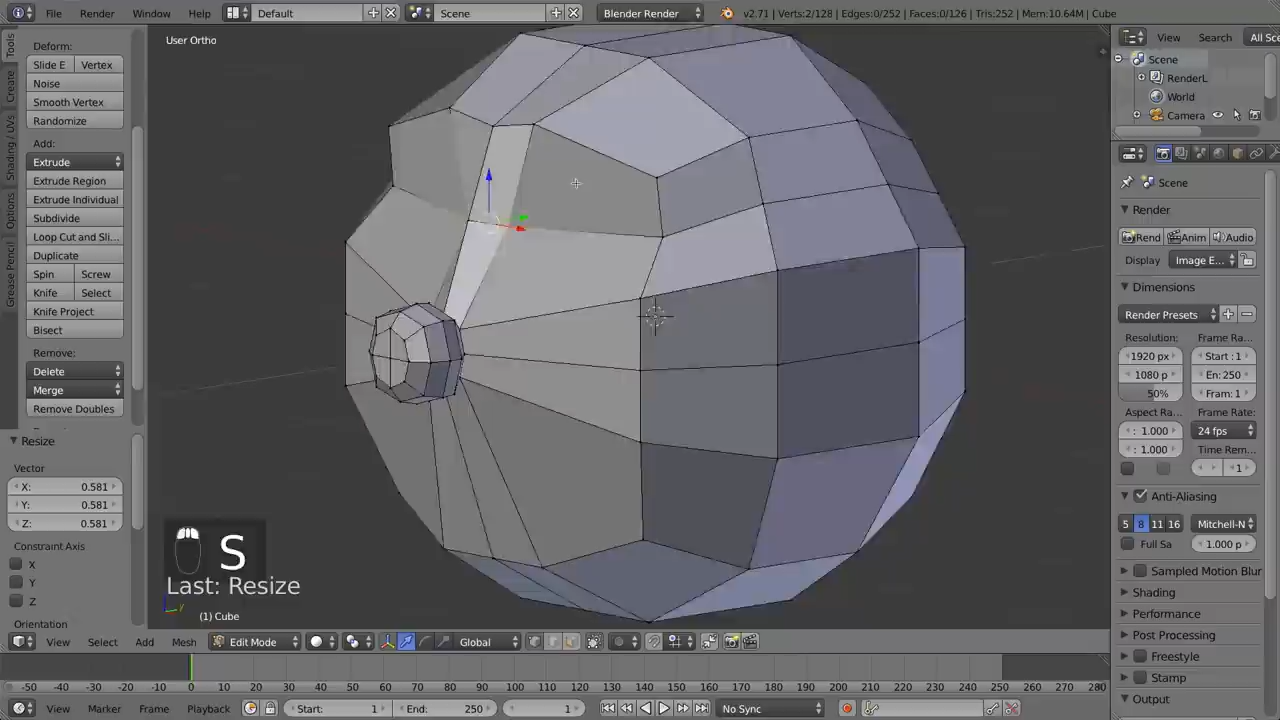 File Render Window Help Default Scene Blender Render v2.71 | Verts:2/128 | Edges:0/252 | Faces:0/126 | Tris:252 | Mem:10.64M | Cube
Tools
Create
Shading / UVs
Options
Grease Pencil
Deform:
Slide E Vertex
Noise
Smooth Vertex
Randomize
Add:
Extrude
Extrude Region
Extrude Individual
Subdivide
Loop Cut and Sli...
Duplicate
Spin Screw
Knife Select
Knife Project
Bisect
Remove:
Delete
Merge
Remove Doubles
Resize
Vector
X: 0.581
Y: 0.581
Z: 0.581
Constraint Axis
X
Y
Z
Orientation
User Ortho
S
Last: Resize
(1) Cube
View Search All Sce
Scene
RenderL
World
Camera
Scene
Render
Rend Anim Audio
Display Image E...
Dimensions
Render Presets
Resolution: Frame Ra...
1920 px Start : 1
1080 p En: 250
50% Fram: 1
Aspect Ra... Frame Rate:
: 1.000 24 fps
: 1.000 Time Rem...
: 1
Anti-Aliasing
5 8 11 16 Mitchell-N
Full Sa 1.000 p
Sampled Motion Blur
Shading
Performance
Post Processing
Freestyle
Stamp
Output
View Select Add Mesh Edit Mode Global
-50 -40 -30 -20 -10 0 10 20 30 40 50 60 70 80 90 100 110 120 130 140 150 160 170 180 190 200 210 220 230 240 250 260 270 280
View Marker Frame Playback Start: 1 End: 250 1 No Sync